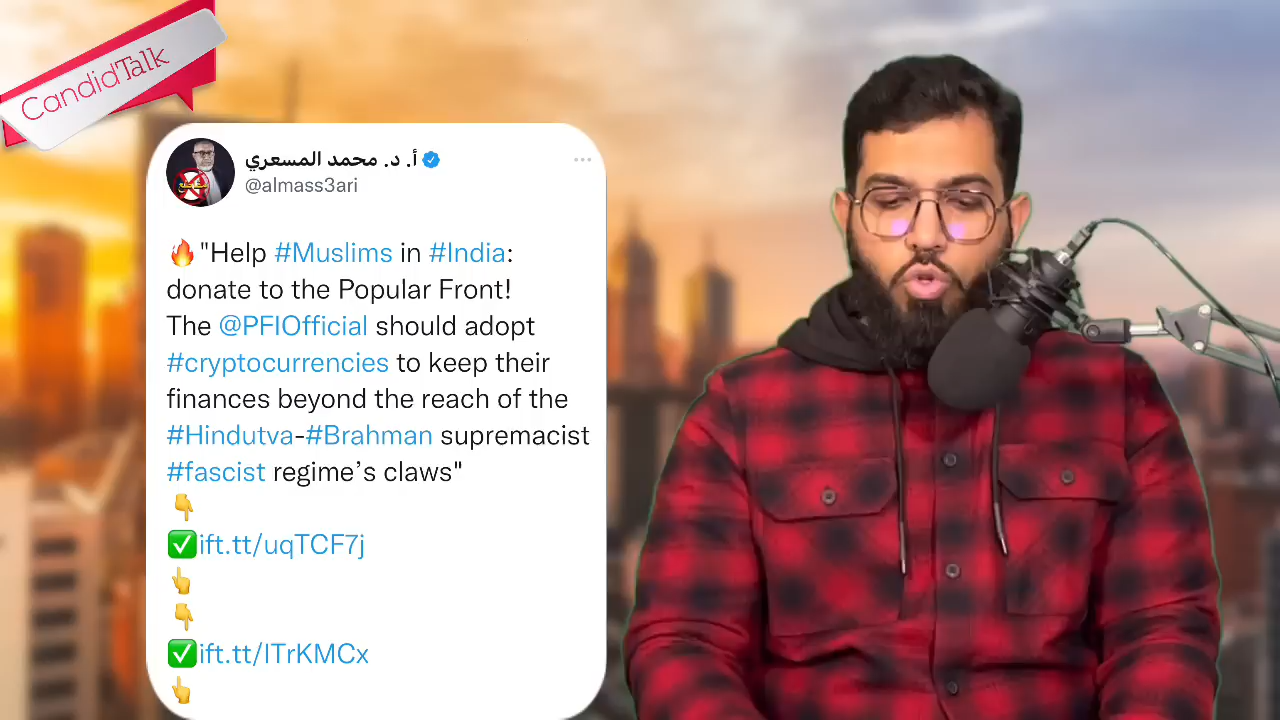 CandidTalk
أ. د. محمد المسعري
@almass3ari
🔥"Help #Muslims in #India:
donate to the Popular Front!
The @PFIOfficial should adopt
#cryptocurrencies to keep their
finances beyond the reach of the
#Hindutva-#Brahman supremacist
#fascist regime’s claws"
👇
✅ift.tt/uqTCF7j
👆
👇
✅ift.tt/ITrKMCx
👆